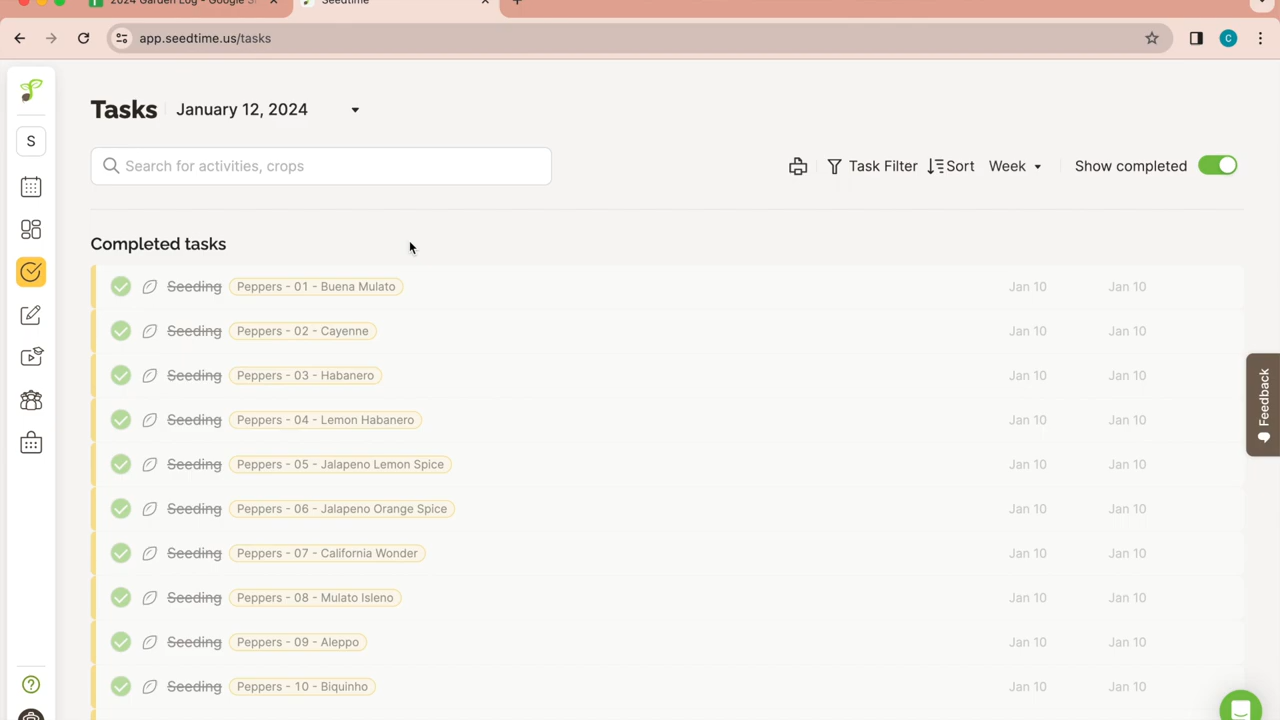 2024 Garden Log - Google S
Seedtime
app.seedtime.us/tasks
C
S
Tasks January 12, 2024
Search for activities, crops
Task Filter Sort Week Show completed
Completed tasks
Seeding Peppers - 01 - Buena Mulato Jan 10 Jan 10
Seeding Peppers - 02 - Cayenne Jan 10 Jan 10
Seeding Peppers - 03 - Habanero Jan 10 Jan 10
Seeding Peppers - 04 - Lemon Habanero Jan 10 Jan 10
Seeding Peppers - 05 - Jalapeno Lemon Spice Jan 10 Jan 10
Seeding Peppers - 06 - Jalapeno Orange Spice Jan 10 Jan 10
Seeding Peppers - 07 - California Wonder Jan 10 Jan 10
Seeding Peppers - 08 - Mulato Isleno Jan 10 Jan 10
Seeding Peppers - 09 - Aleppo Jan 10 Jan 10
Seeding Peppers - 10 - Biquinho Jan 10 Jan 10
Feedback